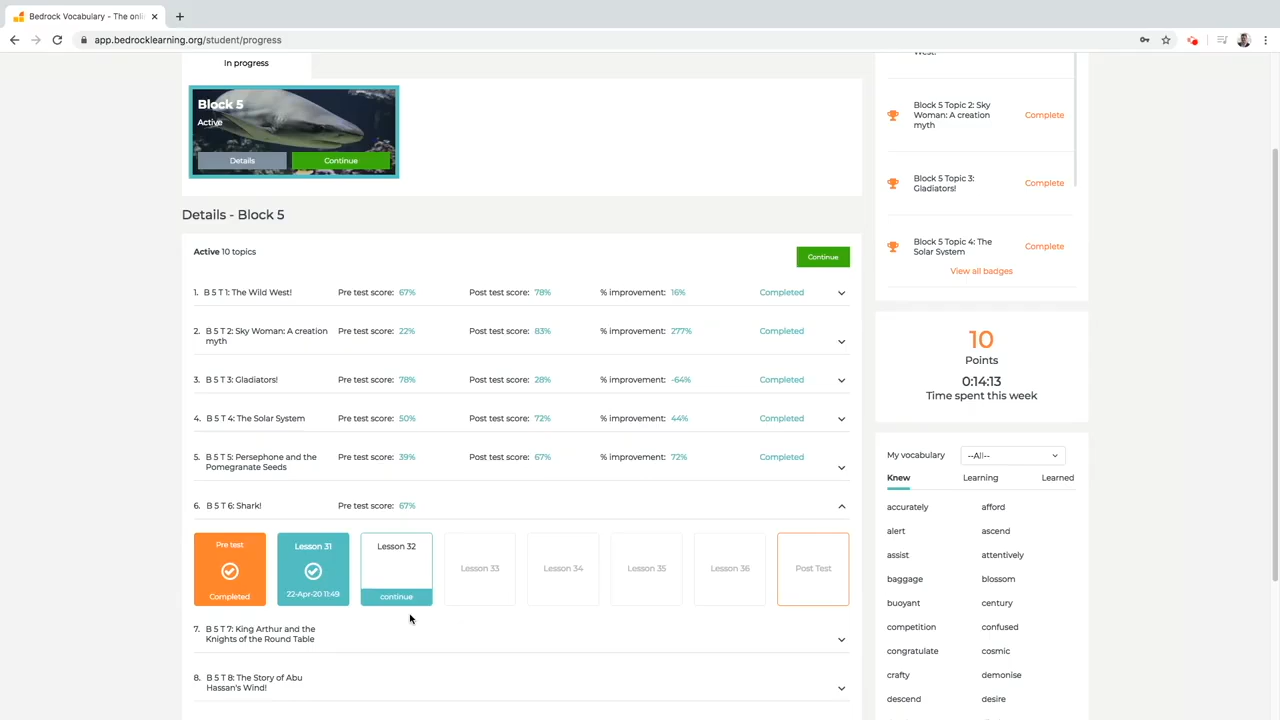 Bedrock Vocabulary - The onli
app.bedrocklearning.org/student/progress
In progress
Block 5
Active
Details
Continue
Details - Block 5
Active 10 topics
Continue
1. B 5 T 1: The Wild West! Pre test score: 67% Post test score: 78% % improvement: 16% Completed
2. B 5 T 2: Sky Woman: A creation myth Pre test score: 22% Post test score: 83% % improvement: 277% Completed
3. B 5 T 3: Gladiators! Pre test score: 78% Post test score: 28% % improvement: -64% Completed
4. B 5 T 4: The Solar System Pre test score: 50% Post test score: 72% % improvement: 44% Completed
5. B 5 T 5: Persephone and the Pomegranate Seeds Pre test score: 39% Post test score: 67% % improvement: 72% Completed
6. B 5 T 6: Shark! Pre test score: 67%
Pre test
Completed
Lesson 31
22-Apr-20 11:49
Lesson 32
continue
Lesson 33
Lesson 34
Lesson 35
Lesson 36
Post Test
7. B 5 T 7: King Arthur and the
Knights of the Round Table
8. B 5 T 8: The Story of Abu
Hassan's Wind!
West!
Block 5 Topic 2: Sky
Woman: A creation
myth
Complete
Block 5 Topic 3:
Gladiators!
Complete
Block 5 Topic 4: The
Solar System
Complete
View all badges
10
Points
0:14:13
Time spent this week
My vocabulary --All--
Knew Learning Learned
accurately afford
alert ascend
assist attentively
baggage blossom
buoyant century
competition confused
congratulate cosmic
crafty demonise
descend desire